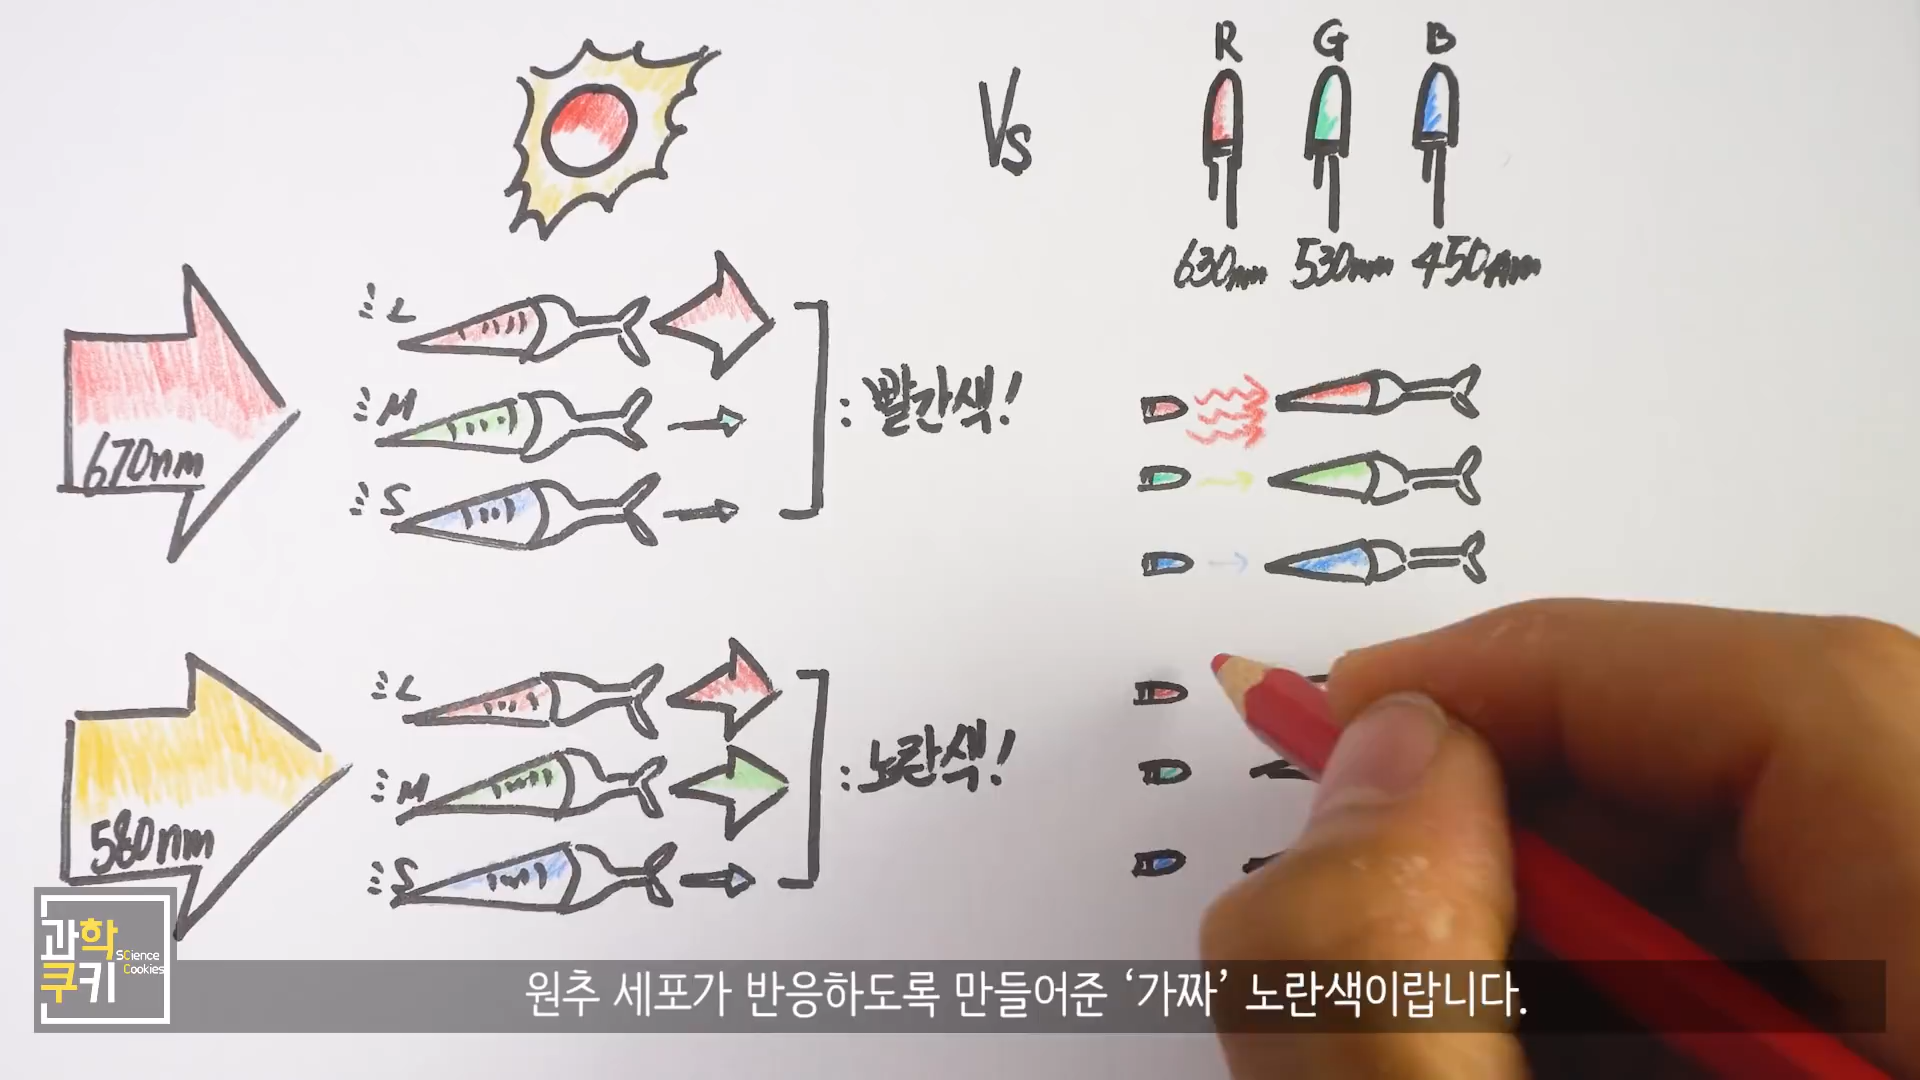 Vs
R G B
630nm 530nm 450nm
L
M
S
670nm
: 빨간색!
L
M
S
580nm
: 노란색!
과학
쿠키
SCience
Cookies
원추 세포가 반응하도록 만들어준 ‘가짜’ 노란색이랍니다.